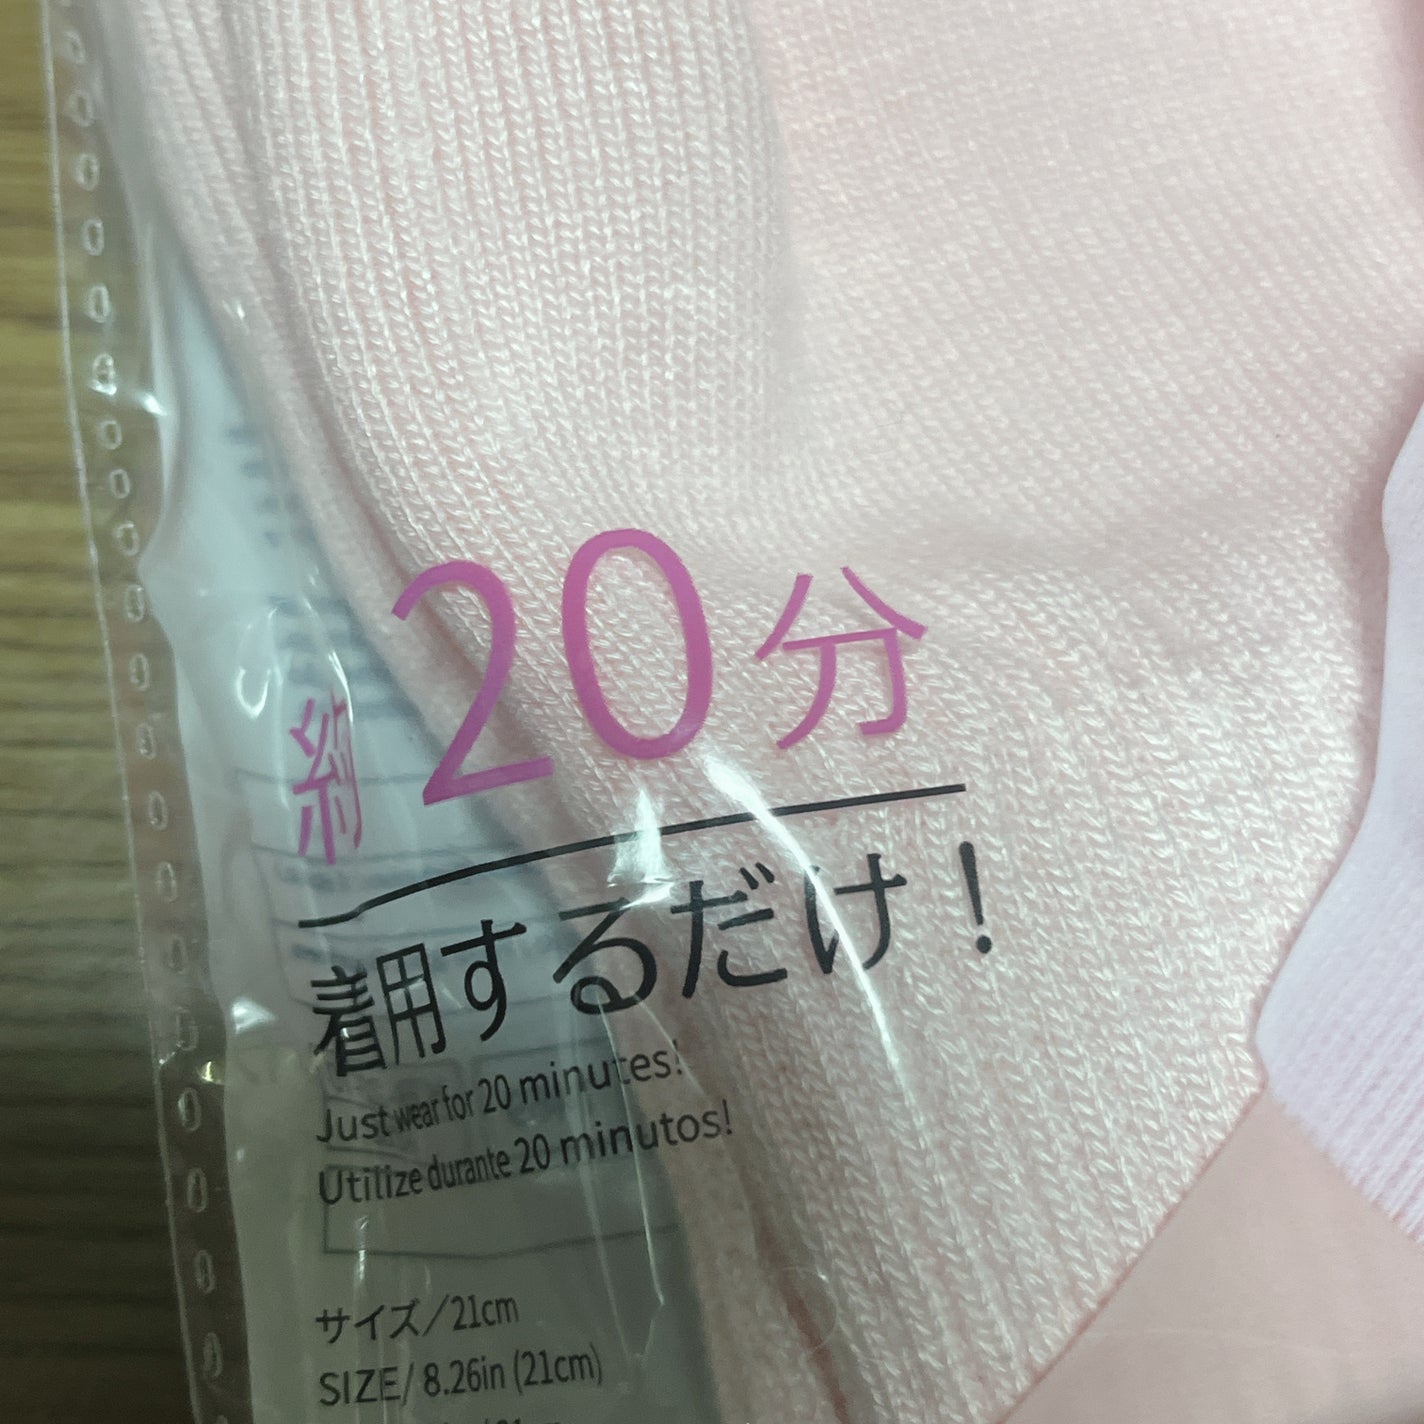 約20分
着用するだけ！
Just wear for 20 minutes!
Utilize durante 20 minutos!
サイズ／21cm
SIZE/ 8.26in (21cm)